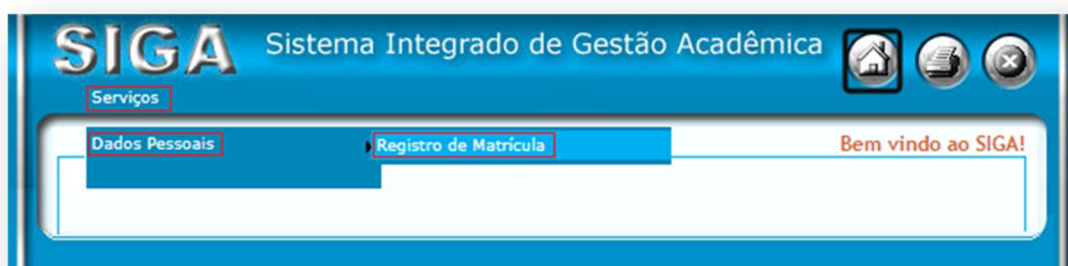 SIGA Sistema Integrado de Gestão Acadêmica
Serviços
Dados Pessoais Registro de Matrícula Bem vindo ao SIGA!